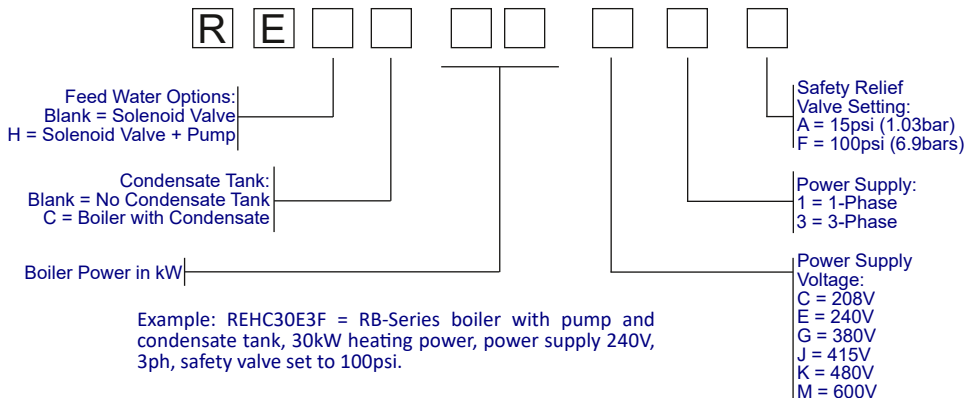 R E
Feed Water Options:
Blank = Solenoid Valve
H = Solenoid Valve + Pump
Condensate Tank:
Blank = No Condensate Tank
C = Boiler with Condensate
Boiler Power in kW
Example: REHC30E3F = RB-Series boiler with pump and
condensate tank, 30kW heating power, power supply 240V,
3ph, safety valve set to 100psi.
Safety Relief
Valve Setting:
A = 15psi (1.03bar)
F = 100psi (6.9bars)
Power Supply:
1 = 1-Phase
3 = 3-Phase
Power Supply
Voltage:
C = 208V
E = 240V
G = 380V
J = 415V
K = 480V
M = 600V